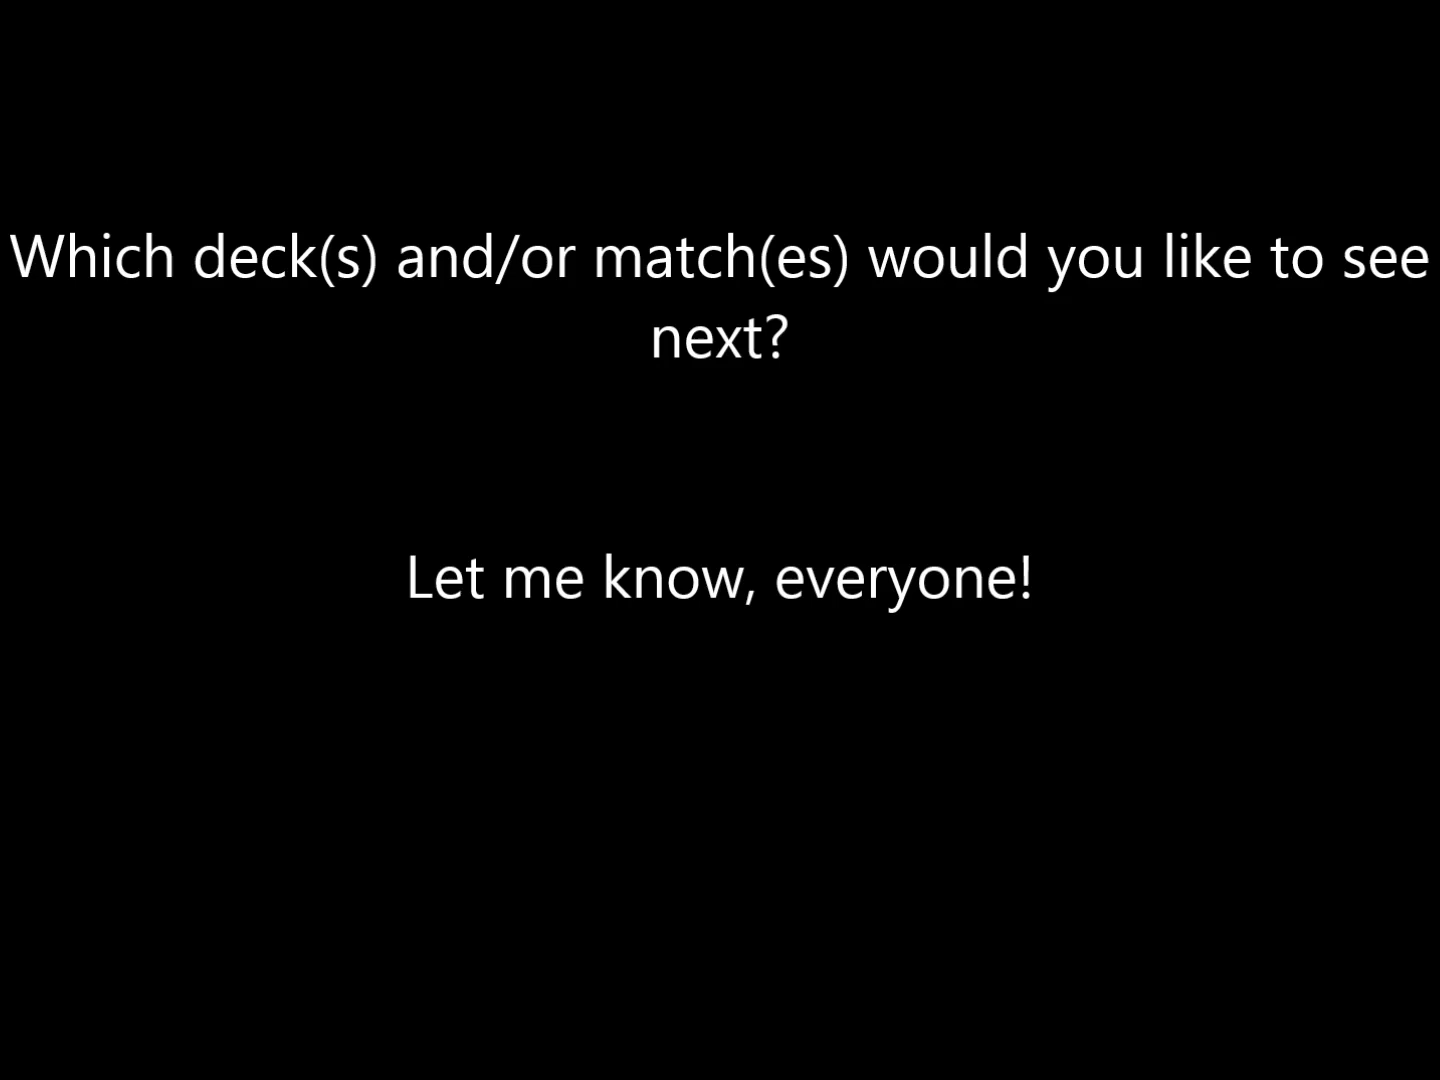 Which deck(s) and/or match(es) would you like to see
next?
Let me know, everyone!